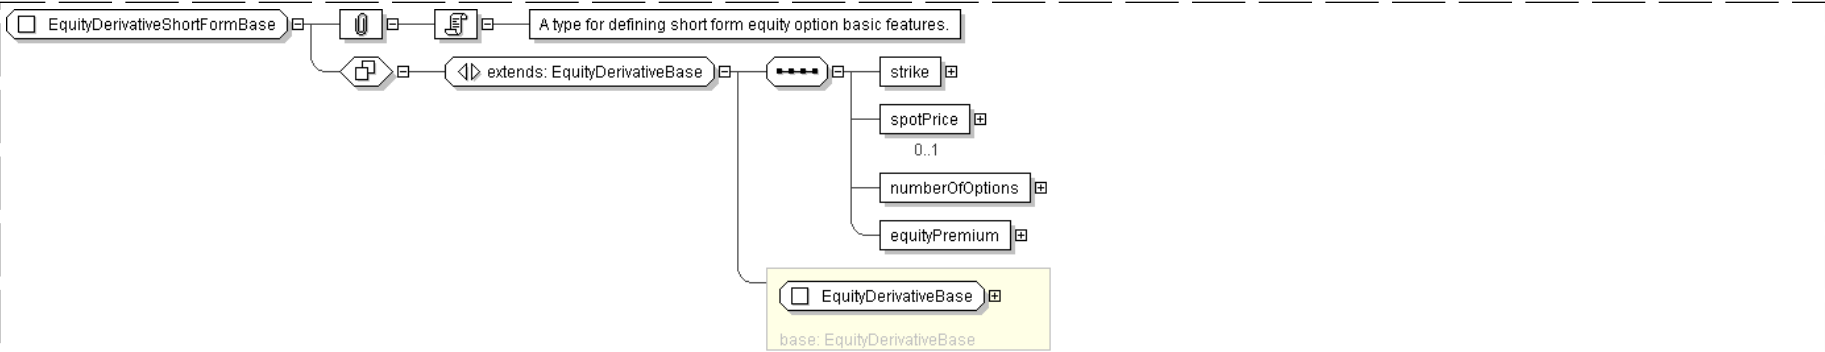 EquityDerivativeShortFormBase
A type for defining short form equity option basic features.
extends: EquityDerivativeBase
strike
spotPrice
0..1
numberOfOptions
equityPremium
EquityDerivativeBase
base: EquityDerivativeBase